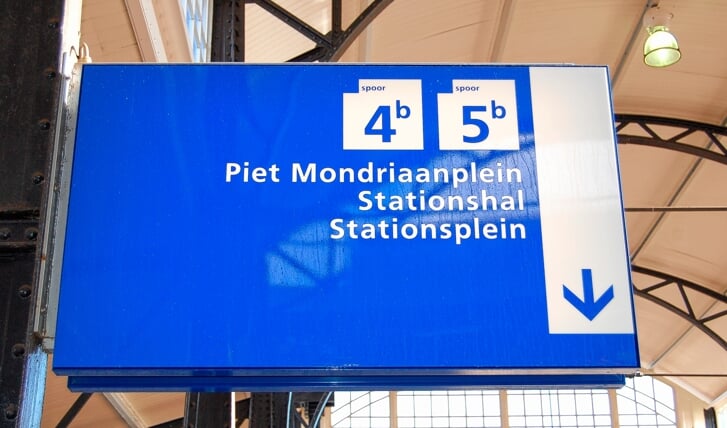 spoor spoor
4b 5b
Piet Mondriaanplein
Stationshal
Stationsplein